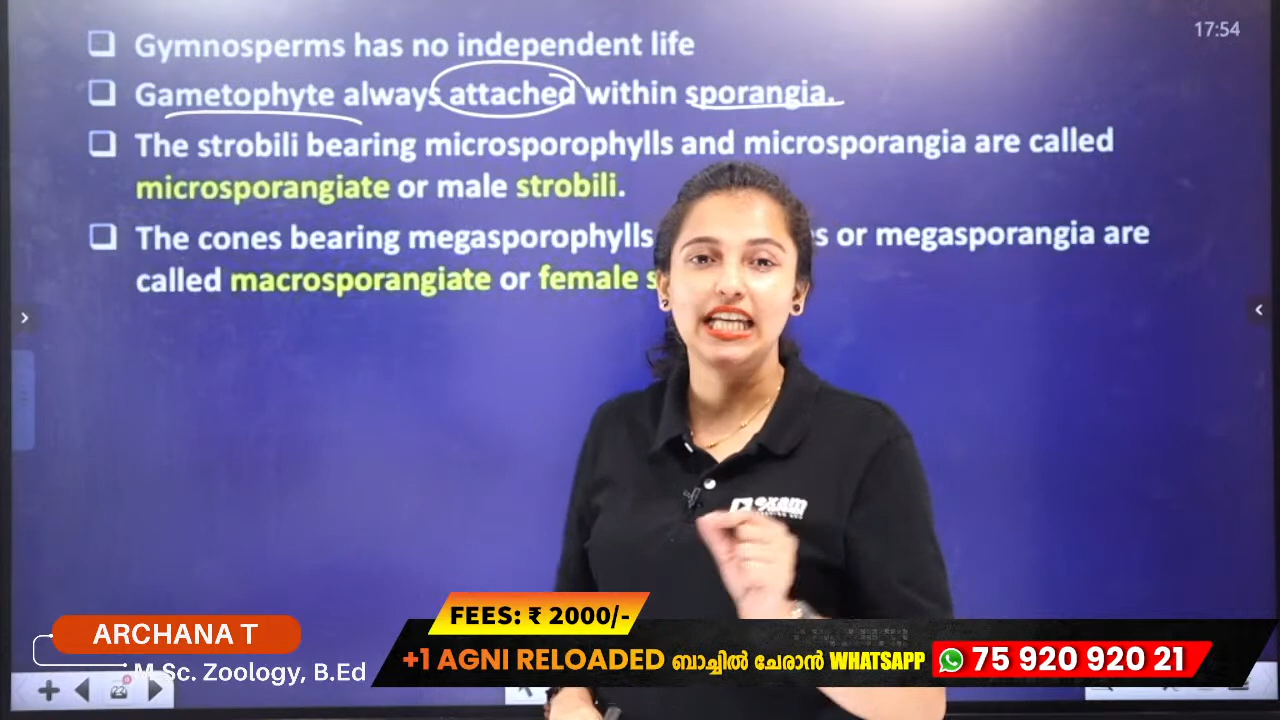 17:54
Gymnosperms has no independent life
Gametophyte always attached within sporangia.
The strobili bearing microsporophylls and microsporangia are called
microsporangiate or male strobili.
The cones bearing megasporophylls s or megasporangia are
called macrosporangiate or female s
exam
FEES: ₹ 2000/-
ARCHANA T
M.Sc. Zoology, B.Ed
+1 AGNI RELOADED ബാച്ചിൽ ചേരാൻ WHATSAPP 75 920 920 21
23